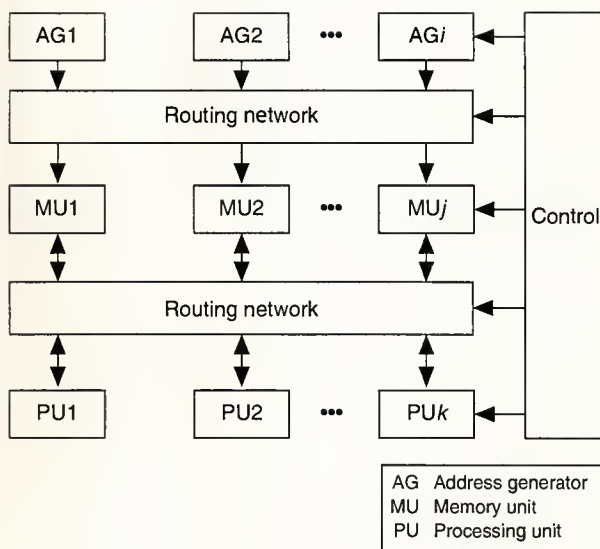 AG1 AG2 ••• AGi
Routing network
MU1 MU2 ••• MUj
Control
Routing network
PU1 PU2 ••• PUk
AG Address generator
MU Memory unit
PU Processing unit